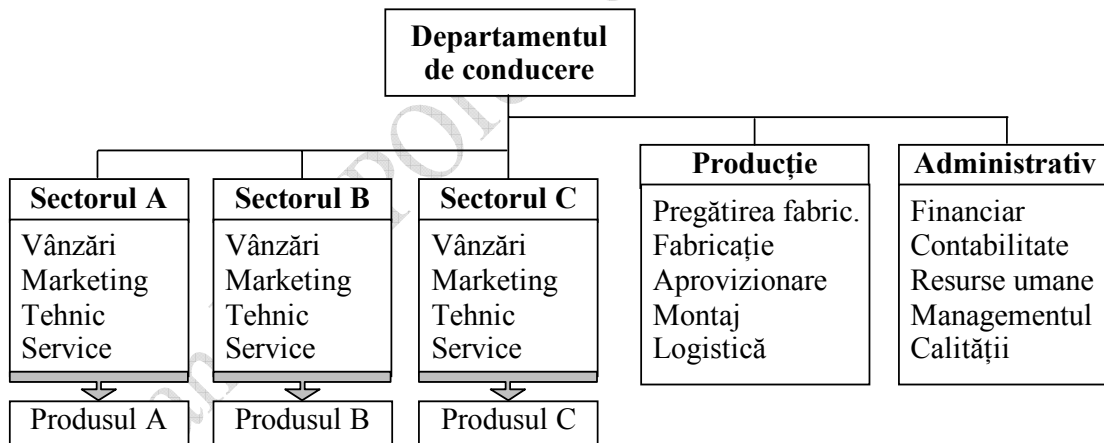 Departamentul
de conducere
Sectorul A
Vânzări
Marketing
Tehnic
Service
Produsul A
Sectorul B
Vânzări
Marketing
Tehnic
Service
Produsul B
Sectorul C
Vânzări
Marketing
Tehnic
Service
Produsul C
Producție
Pregătirea fabric.
Fabricație
Aprovizionare
Montaj
Logistică
Administrativ
Financiar
Contabilitate
Resurse umane
Managementul
Calității